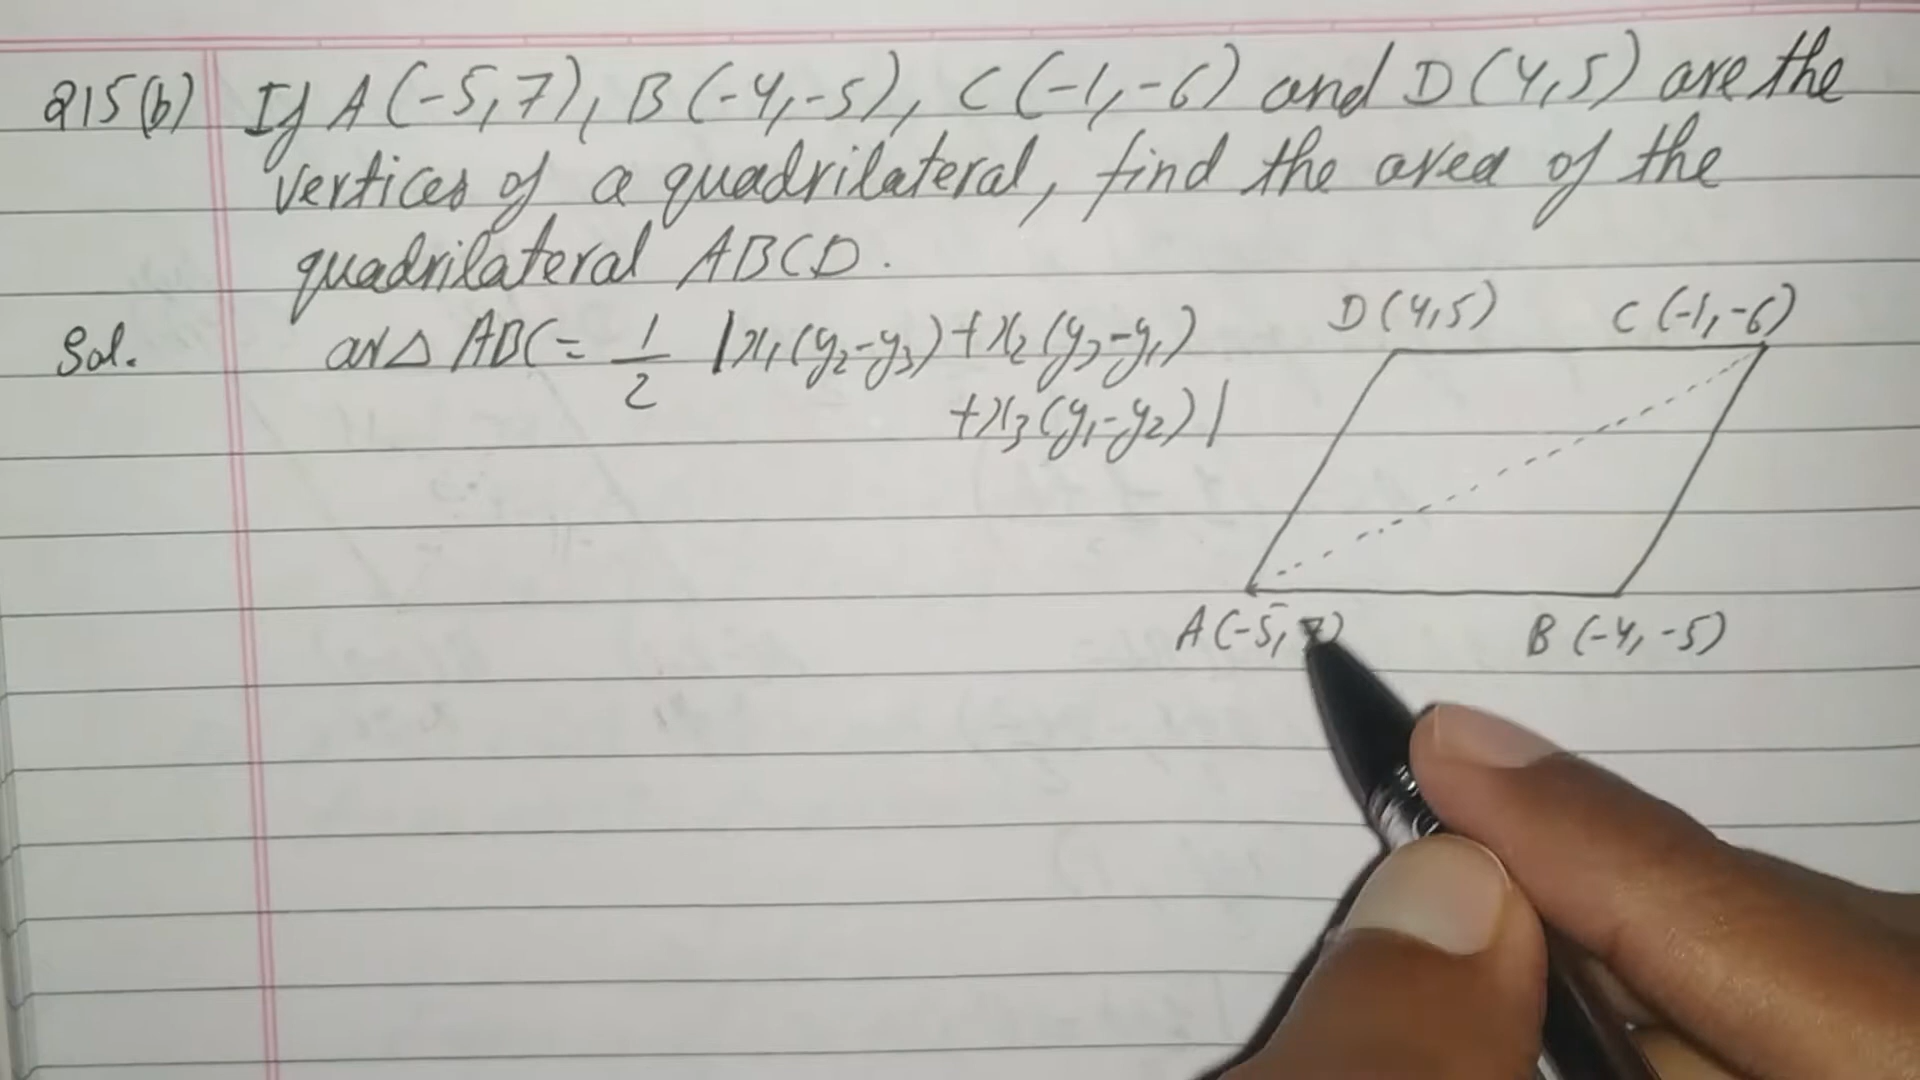 Q15(b) If A(-5,7), B(-4,-5), C(-1,-6) and D(4,5) are the
vertices of a quadrilateral, find the area of the
quadrilateral ABCD.
Sol. ar△ ABC = 1/2 |x₁(y₂-y₃)+x₂(y₃-y₁)
+x₃(y₁-y₂)|
D(4,5) C(-1,-6)
A(-5,7) B(-4,-5)